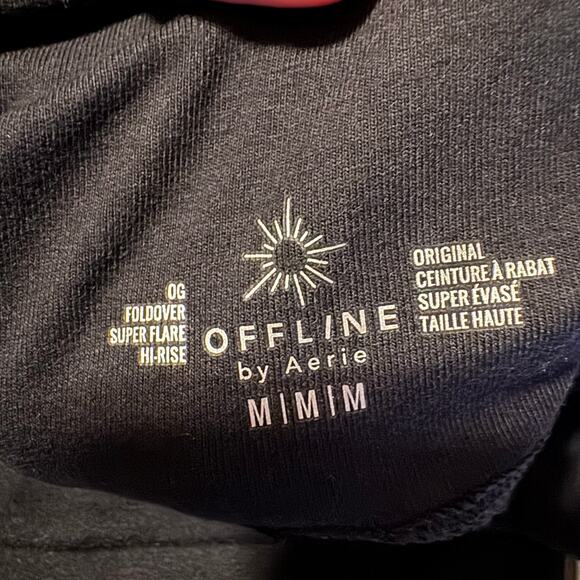 OG
FOLDOVER
SUPER FLARE
HI-RISE
OFFLINE
by Aerie
M|M|M
ORIGINAL
CEINTURE À RABAT
SUPER ÉVASÉ
TAILLE HAUTE